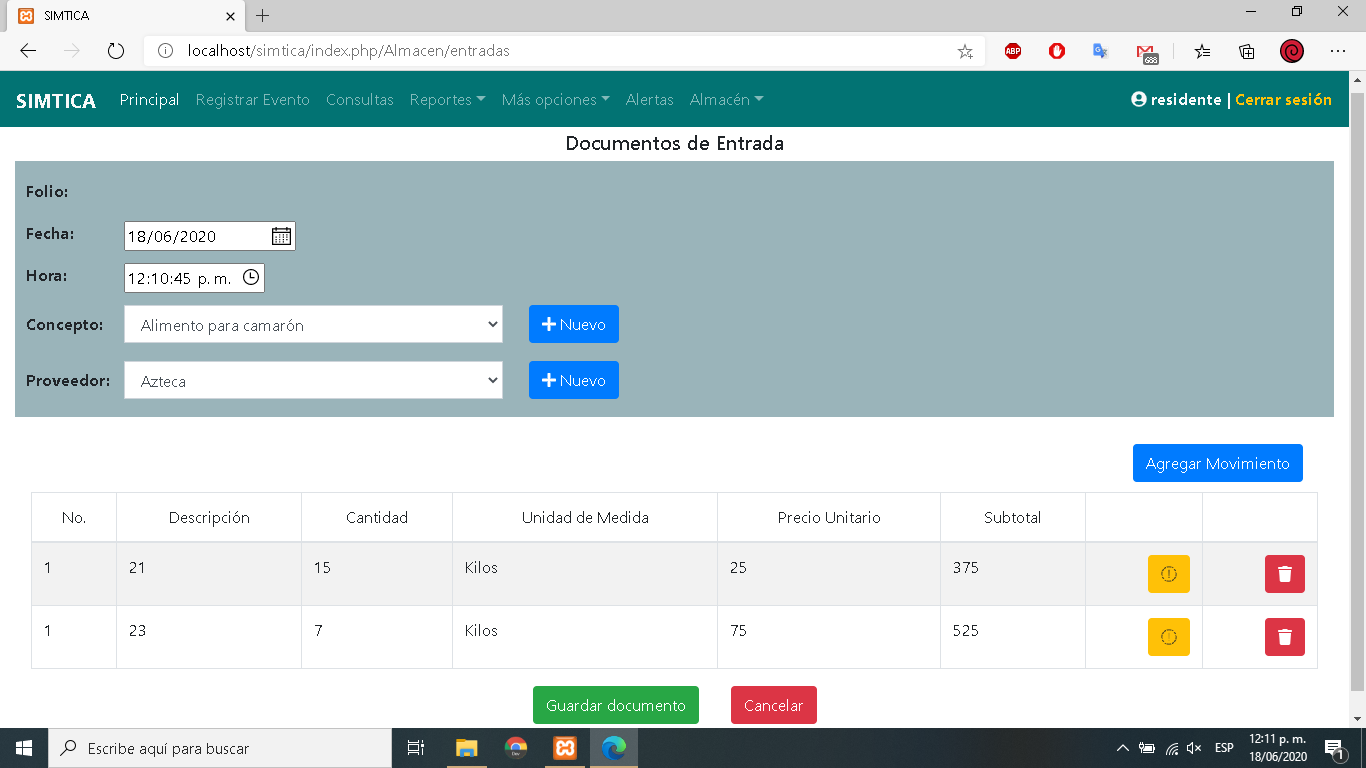 SIMTICA
localhost/simtica/index.php/Almacen/entradas
ABP
668
SIMTICA Principal Registrar Evento Consultas Reportes Más opciones Alertas Almacén residente | Cerrar sesión
Documentos de Entrada
Folio:
Fecha: 18/06/2020
Hora: 12:10:45 p. m.
Concepto: Alimento para camarón Nuevo
Proveedor: Azteca Nuevo
Agregar Movimiento
No. Descripción Cantidad Unidad de Medida Precio Unitario Subtotal
1 21 15 Kilos 25 375
1 23 7 Kilos 75 525
Guardar documento Cancelar
Escribe aquí para buscar
Dev
ESP
12:11 p. m.
18/06/2020
1